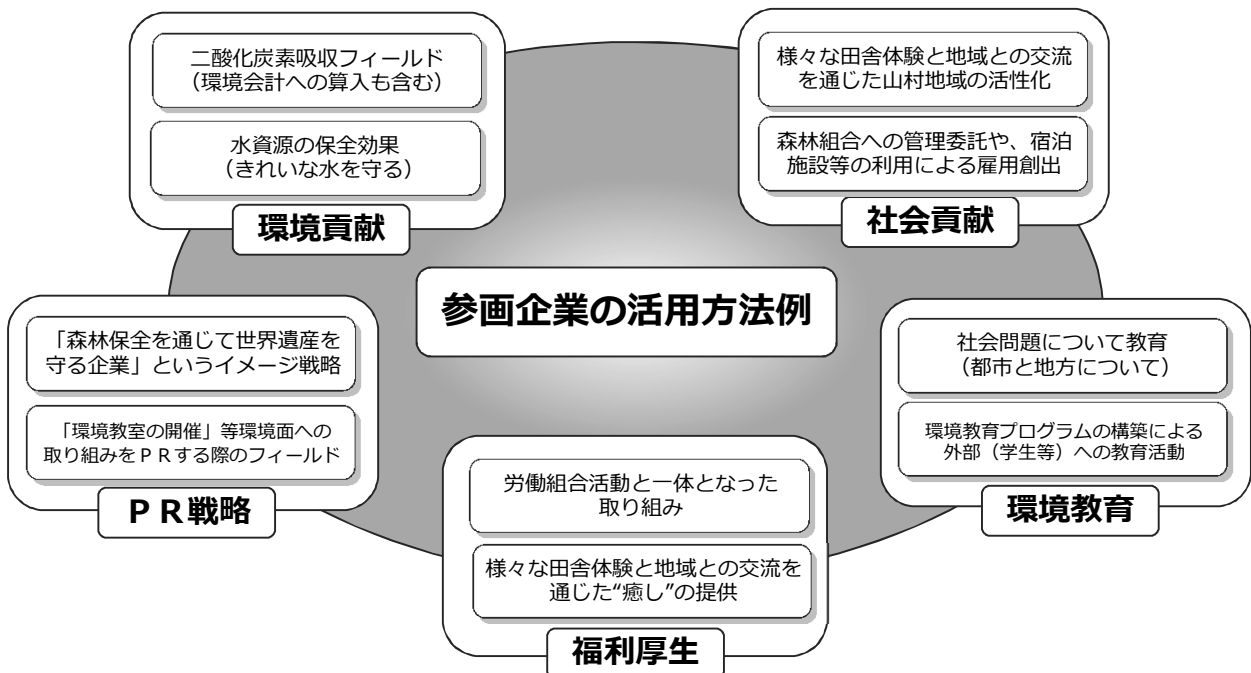 二酸化炭素吸収フィールド
（環境会計への算入も含む）
水資源の保全効果
（きれいな水を守る）
環境貢献
様々な田舎体験と地域との交流
を通じた山村地域の活性化
森林組合への管理委託や、宿泊
施設等の利用による雇用創出
社会貢献
参画企業の活用方法例
「森林保全を通じて世界遺産を
守る企業」というイメージ戦略
「環境教室の開催」等環境面への
取り組みをＰＲする際のフィールド
ＰＲ戦略
社会問題について教育
（都市と地方について）
環境教育プログラムの構築による
外部（学生等）への教育活動
環境教育
労働組合活動と一体となった
取り組み
様々な田舎体験と地域との交流を
通じた“癒し”の提供
福利厚生